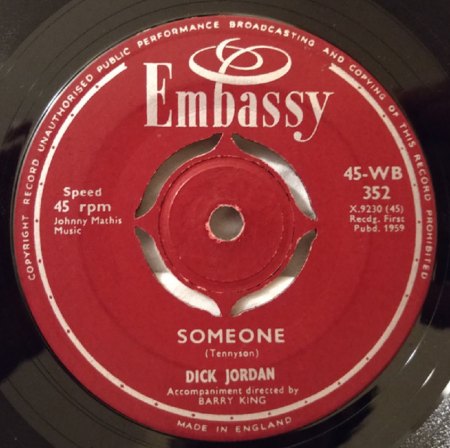 COPYRIGHT RECORD UNAUTHORISED PUBLIC PERFORMANCE BROADCASTING AND COPYING OF THIS RECORD PROHIBITED
Embassy
Speed
45 rpm
Johnny Mathis
Music
45-WB
352
X.9230 (45)
Recdg. First
Pubd. 1959
SOMEONE
(Tennyson)
DICK JORDAN
Accompaniment directed by
BARRY KING
MADE IN ENGLAND